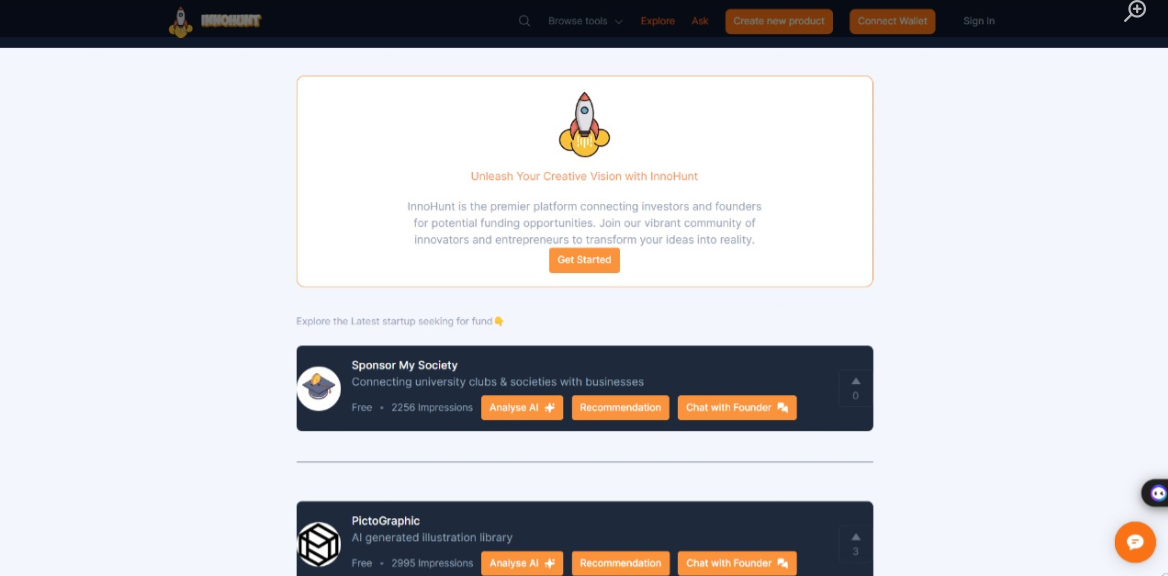 INNOHUNT
Browse tools
Explore
Ask
Create new product
Connect Wallet
Sign In
Unleash Your Creative Vision with InnoHunt
InnoHunt is the premier platform connecting investors and founders
for potential funding opportunities. Join our vibrant community of
innovators and entrepreneurs to transform your ideas into reality.
Get Started
Explore the Latest startup seeking for fund👇
Sponsor My Society
Connecting university clubs & societies with businesses
Free • 2256 Impressions
Analyse AI
Recommendation
Chat with Founder
0
PictoGraphic
AI generated illustration library
Free • 2995 Impressions
Analyse AI
Recommendation
Chat with Founder
3